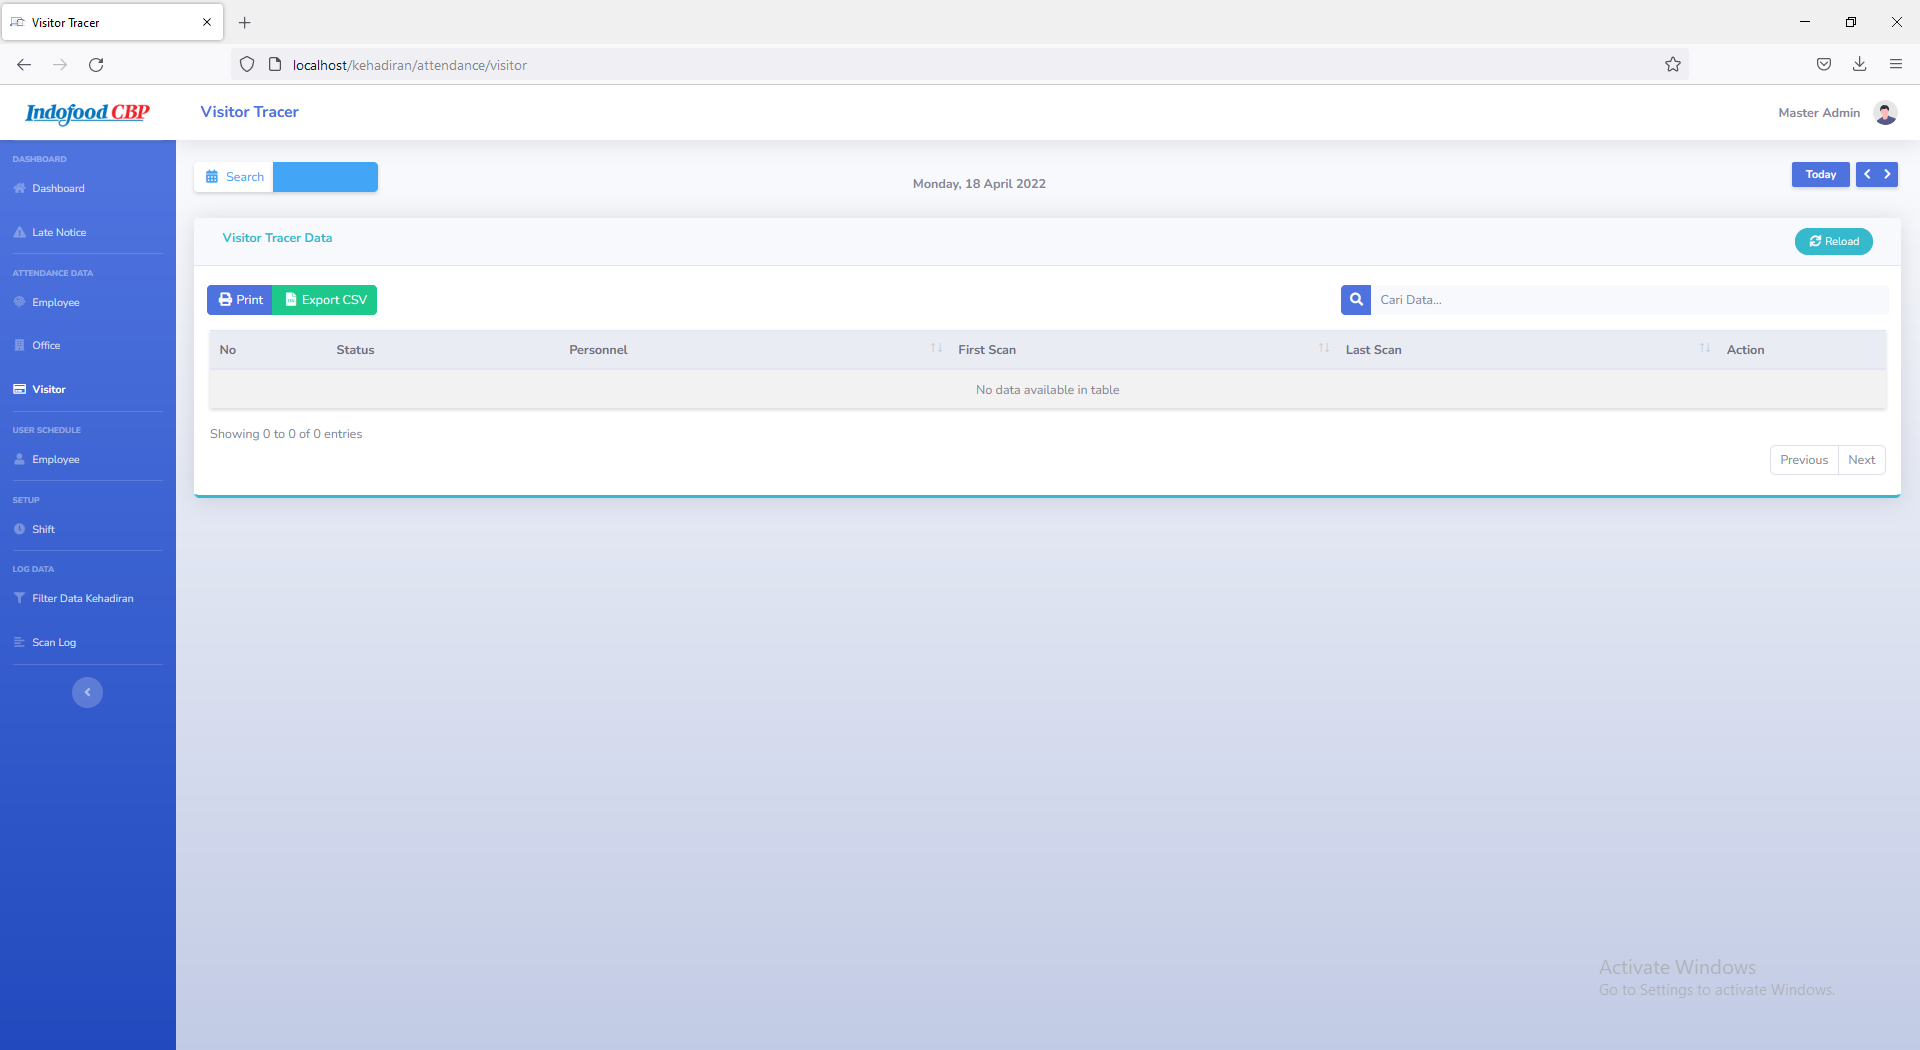 Visitor Tracer
localhost/kehadiran/attendance/visitor
Indofood CBP
Visitor Tracer
Master Admin
DASHBOARD
Dashboard
Late Notice
ATTENDANCE DATA
Employee
Office
Visitor
USER SCHEDULE
Employee
SETUP
Shift
LOG DATA
Filter Data Kehadiran
Scan Log
Search
Monday, 18 April 2022
Today
Visitor Tracer Data
Reload
Print
Export CSV
Cari Data...
No Status Personnel First Scan Last Scan Action
No data available in table
Showing 0 to 0 of 0 entries
Previous Next
Activate Windows
Go to Settings to activate Windows.